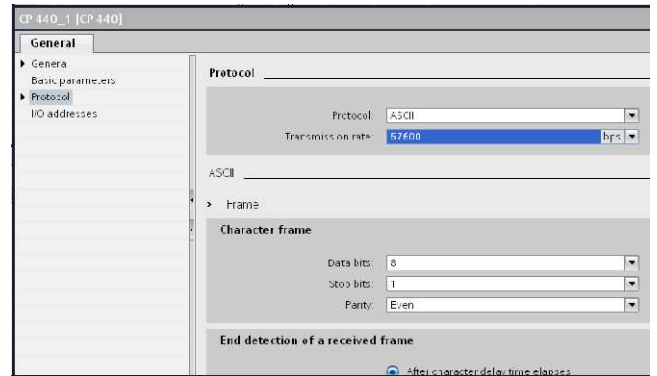 CP 440_1 [CP 440]
General
Genera
Basic parameters
Protocol
I/O addresses
Protocol
Protocol: ASCII
Transmission rate: 57600 bps
ASCII
Frame
Character frame
Data bits: 8
Stop bits: 1
Parity: Even
End detection of a received frame
After character delay time elapses